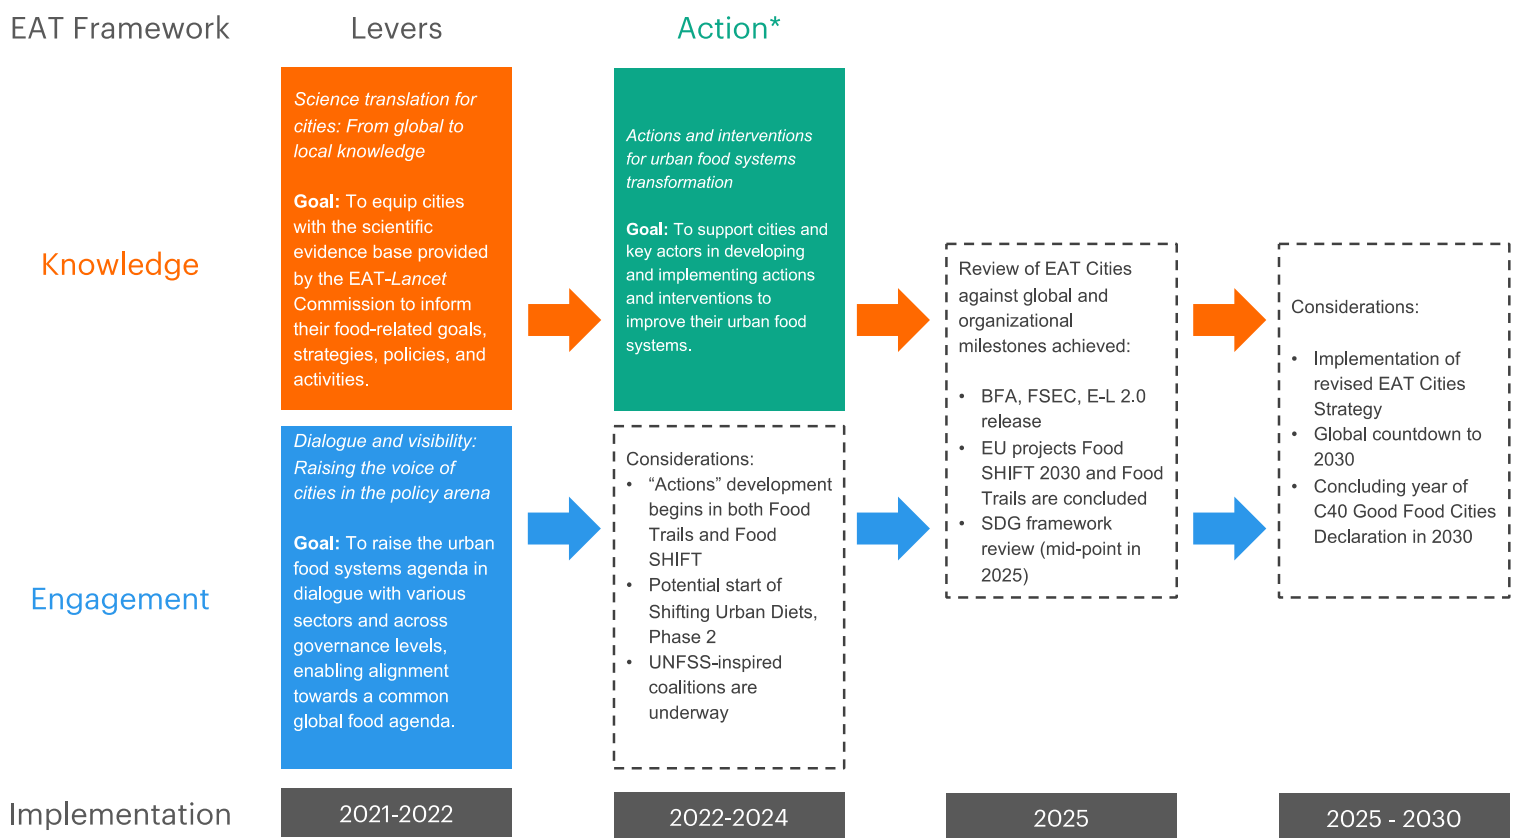 EAT Framework
Levers
Action*
Knowledge
Science translation for
cities: From global to
local knowledge
Goal: To equip cities
with the scientific
evidence base provided
by the EAT-Lancet
Commission to inform
their food-related goals,
strategies, policies, and
activities.
Actions and interventions
for urban food systems
transformation
Goal: To support cities and
key actors in developing
and implementing actions
and interventions to
improve their urban food
systems.
Engagement
Dialogue and visibility:
Raising the voice of
cities in the policy arena
Goal: To raise the urban
food systems agenda in
dialogue with various
sectors and across
governance levels,
enabling alignment
towards a common
global food agenda.
Considerations:
• “Actions” development
begins in both Food
Trails and Food
SHIFT
• Potential start of
Shifting Urban Diets,
Phase 2
• UNFSS-inspired
coalitions are
underway
Review of EAT Cities
against global and
organizational
milestones achieved:
• BFA, FSEC, E-L 2.0
release
• EU projects Food
SHIFT 2030 and Food
Trails are concluded
• SDG framework
review (mid-point in
2025)
Considerations:
• Implementation of
revised EAT Cities
Strategy
• Global countdown to
2030
• Concluding year of
C40 Good Food Cities
Declaration in 2030
Implementation
2021-2022
2022-2024
2025
2025 - 2030